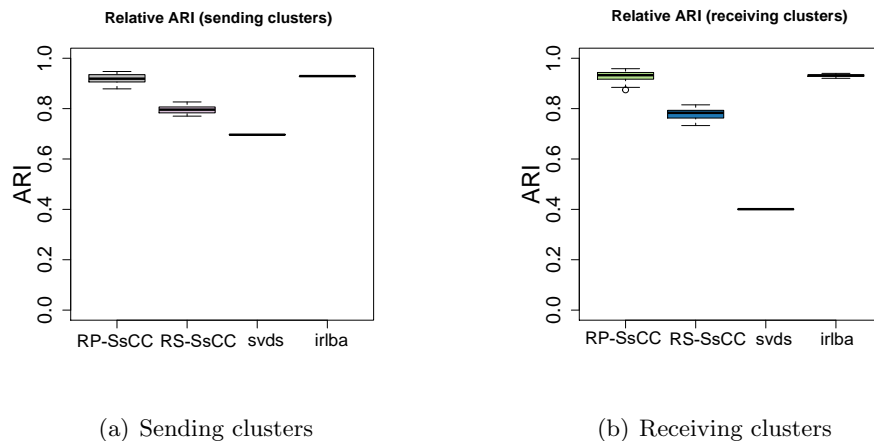 Relative ARI (sending clusters)
ARI
1.0
0.8
0.6
0.4
0.2
0.0
RP-SsCC RS-SsCC svds irlba
(a) Sending clusters
Relative ARI (receiving clusters)
ARI
1.0
0.8
0.6
0.4
0.2
0.0
RP-SsCC RS-SsCC svds irlba
(b) Receiving clusters